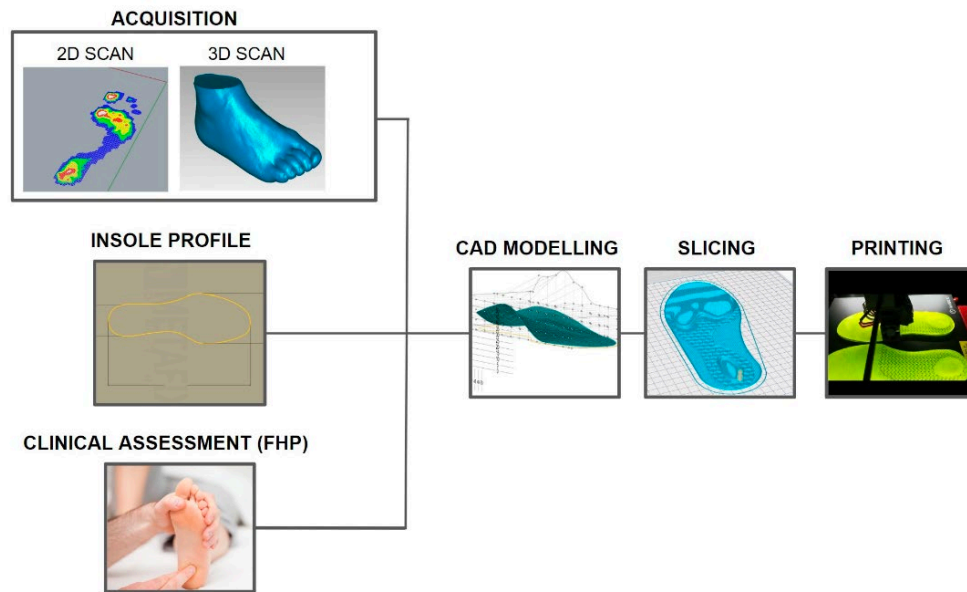 ACQUISITION
2D SCAN
3D SCAN
INSOLE PROFILE
CAD MODELLING
SLICING
PRINTING
CLINICAL ASSESSMENT (FHP)